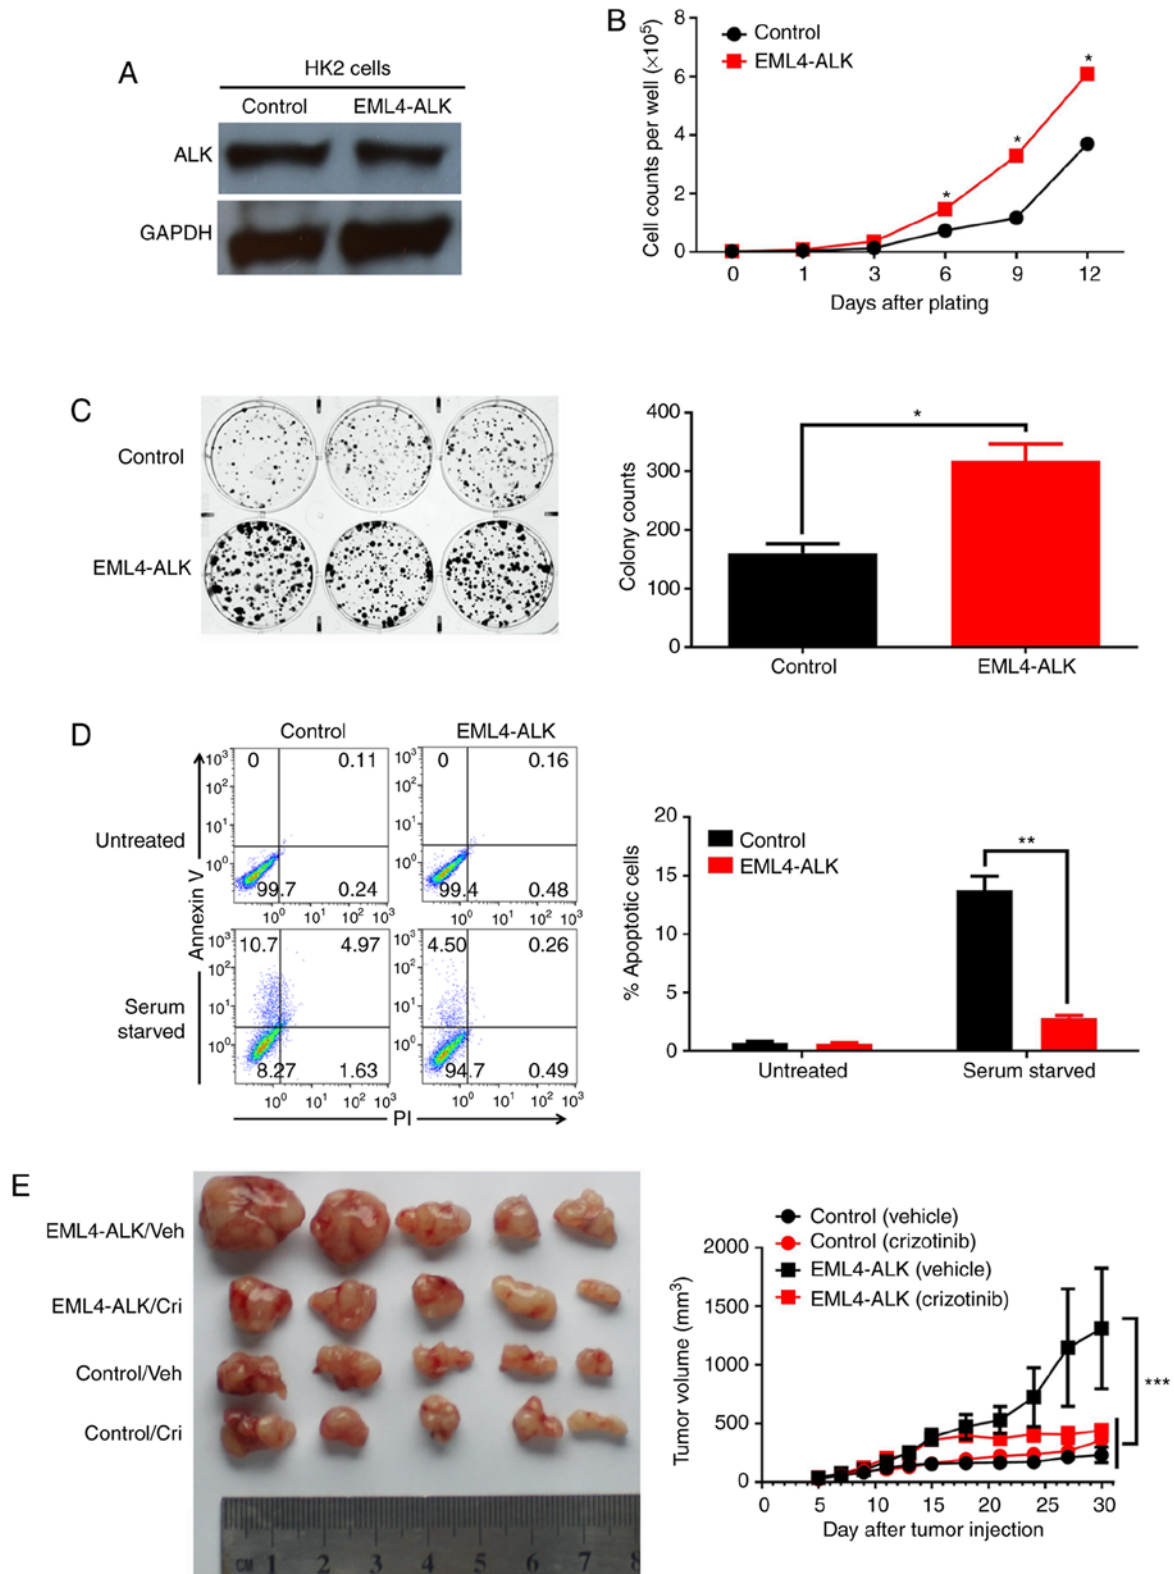 A
HK2 cells
Control EML4-ALK
ALK
GAPDH
B
Control
EML4-ALK
Cell counts per well (×10⁵)
8
6
4
2
0
* * *
0 1 3 6 9 12
Days after plating
C
Control
EML4-ALK
Colony counts
400
300
200
100
0
*
Control EML4-ALK
D
Control EML4-ALK
Untreated
Serum
starved
Annexin V
PI
10³
10²
10¹
10⁰
0 0.11
99.7 0.24
10⁰ 10¹ 10² 10³
10³
10²
10¹
10⁰
0 0.16
99.4 0.48
10⁰ 10¹ 10² 10³
10³
10²
10¹
10⁰
10.7 4.97
8.27 1.63
10⁰ 10¹ 10² 10³
10³
10²
10¹
10⁰
4.50 0.26
94.7 0.49
10⁰ 10¹ 10² 10³
% Apoptotic cells
20
15
10
5
0
Control
EML4-ALK
**
Untreated Serum starved
E
EML4-ALK/Veh
EML4-ALK/Cri
Control/Veh
Control/Cri
CM 1 2 3 4 5 6 7 8
Control (vehicle)
Control (crizotinib)
EML4-ALK (vehicle)
EML4-ALK (crizotinib)
Tumor volume (mm³)
2000
1500
1000
500
0
***
0 5 10 15 20 25 30
Day after tumor injection